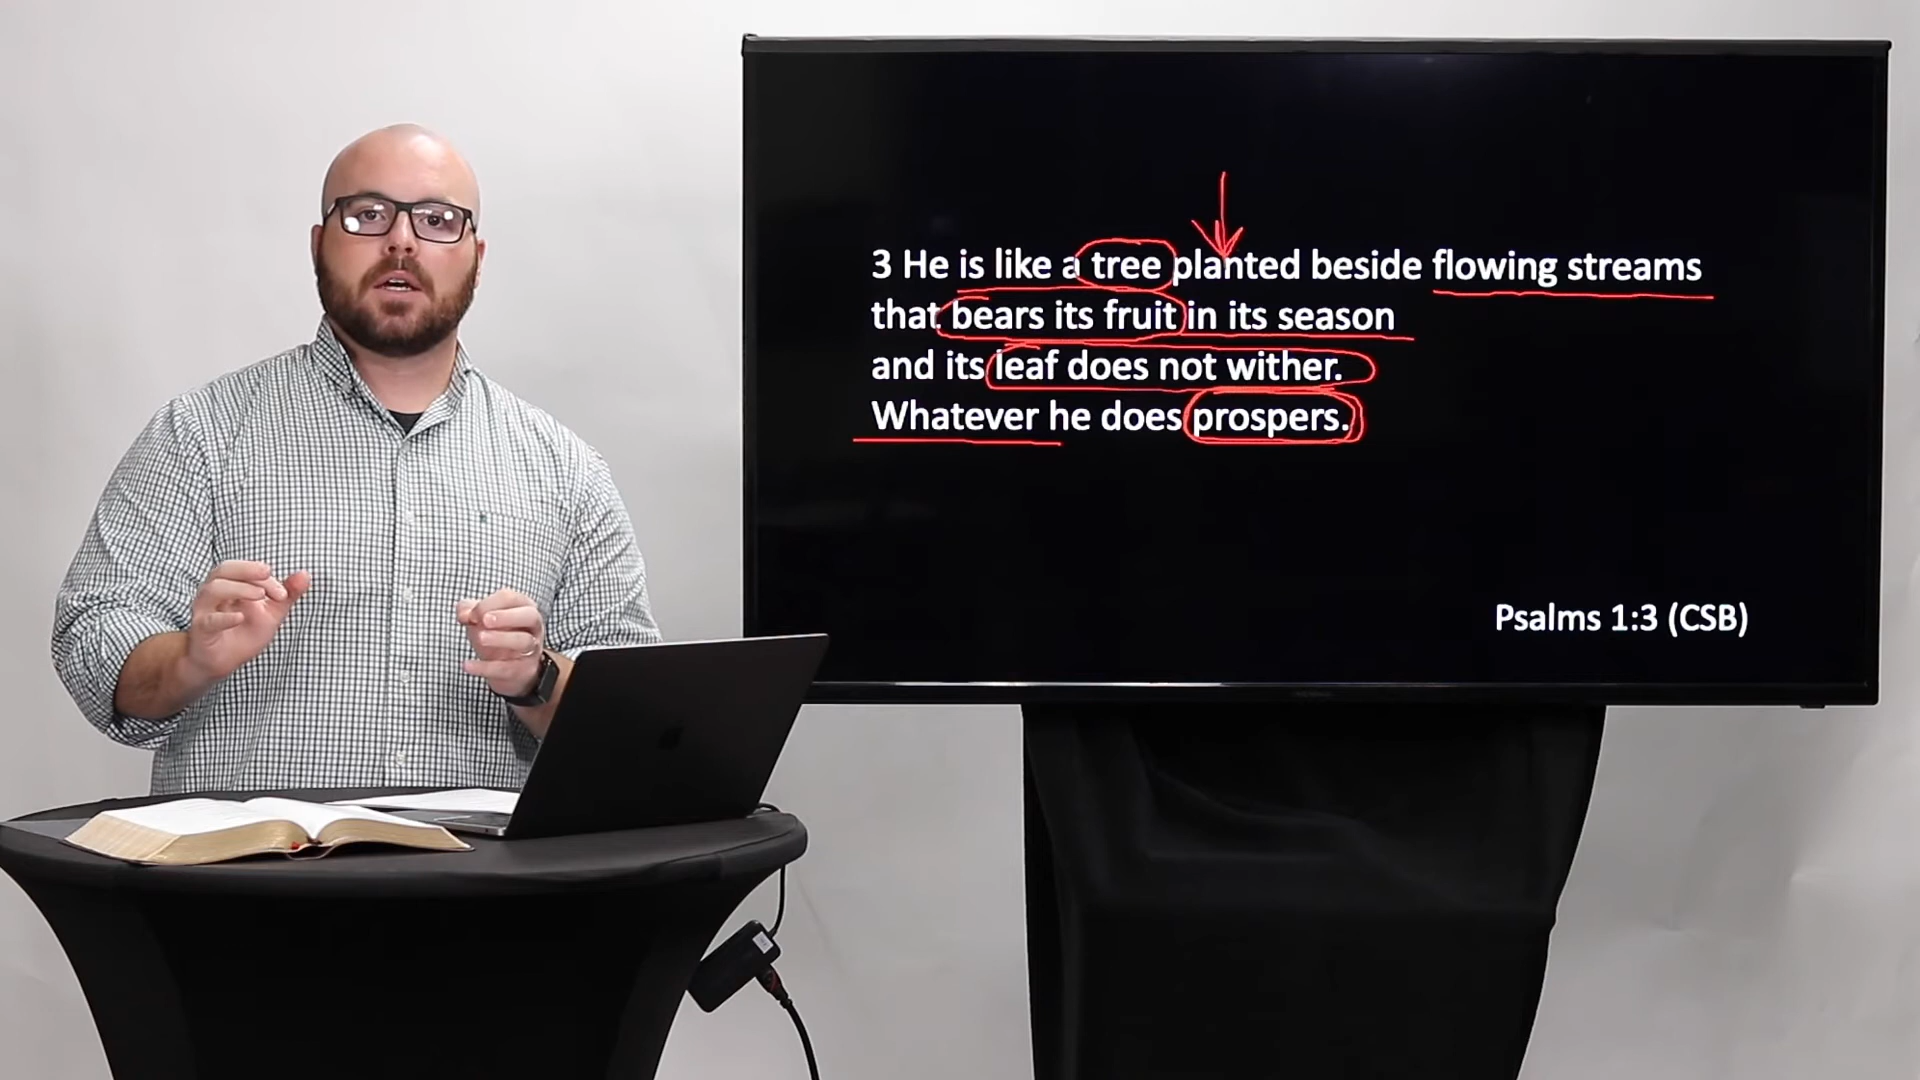 3 He is like a tree planted beside flowing streams
that bears its fruit in its season
and its leaf does not wither.
Whatever he does prospers.
Psalms 1:3 (CSB)